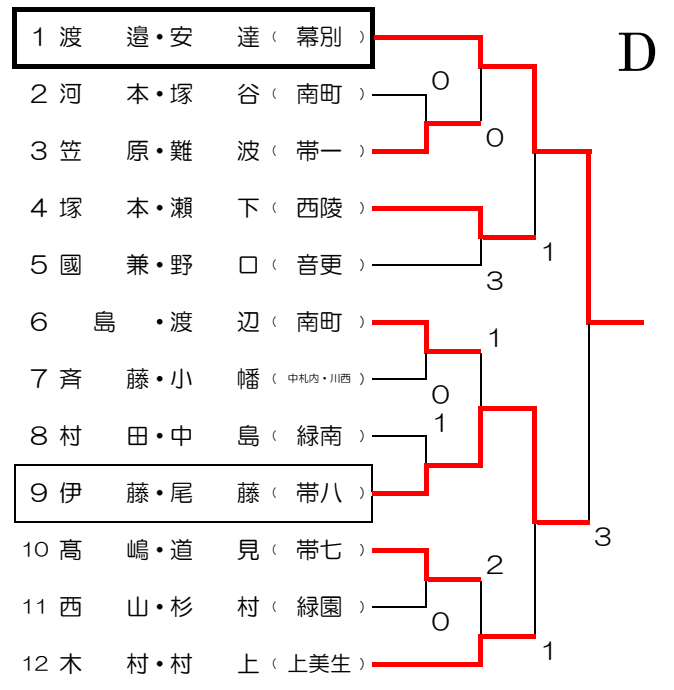 D
1 渡 邉・安 達（ 幕別 ）
0
2 河 本・塚 谷（ 南町 ）
0
3 笠 原・難 波（ 帯一 ）
4 塚 本・瀬 下（ 西陵 ）
1
5 國 兼・野 口（ 音更 ）
3
6 島 ・渡 辺（ 南町 ）
1
7 斉 藤・小 幡（ 中札内・川西 ）
0
1
8 村 田・中 島（ 緑南 ）
9 伊 藤・尾 藤（ 帯八 ）
3
10 髙 嶋・道 見（ 帯七 ）
2
11 西 山・杉 村（ 緑園 ）
0
1
12 木 村・村 上（ 上美生 ）